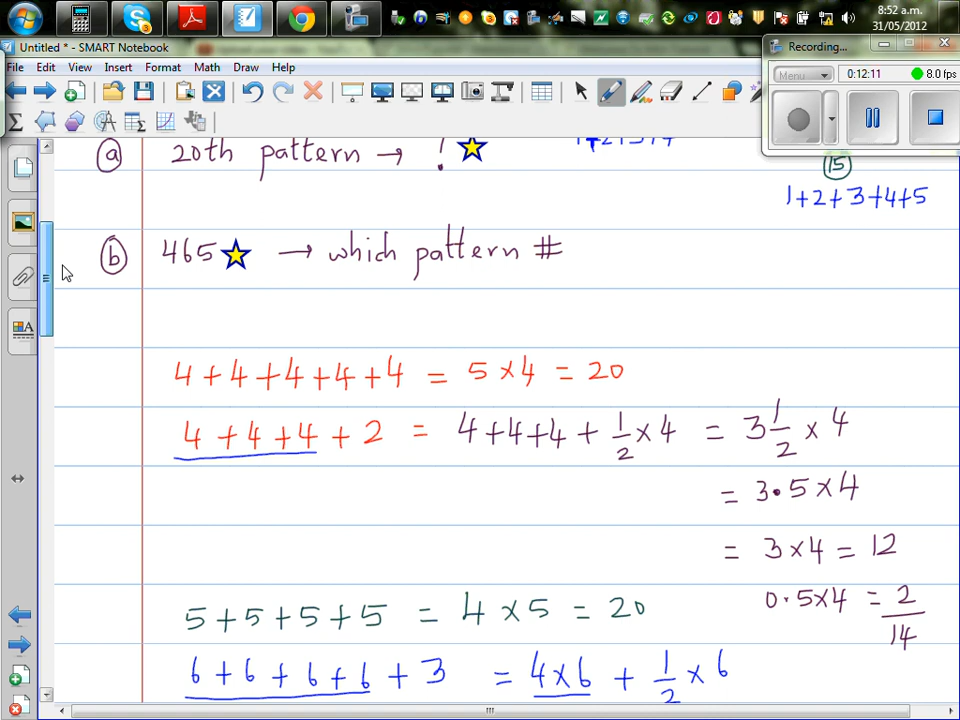 8:52 a.m.
31/05/2012
Untitled * - SMART Notebook
Recording...
File Edit View Insert Format Math Draw Help
Menu
0:12:11
8.0 fps
ⓐ 20th pattern → !
15
1+2+3+4+5
ⓑ 465 → which pattern #
4+4+4+4+4 = 5×4 = 20
4+4+4+2 = 4+4+4+½×4 = 3½×4
= 3·5×4
= 3×4 = 12
0·5×4 = 2
14
5+5+5+5 = 4×5 = 20
6+6+6+6+3 = 4×6 + ½×6